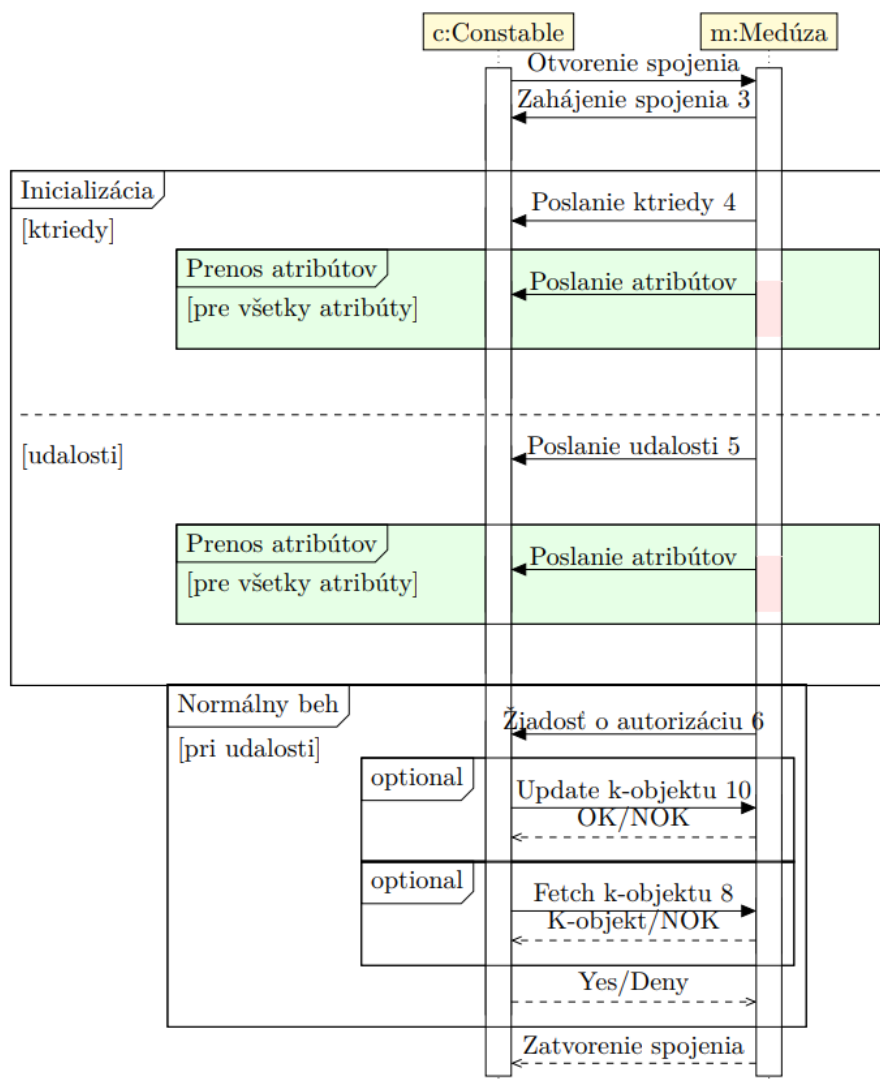 c:Constable
m:Medúza
Otvorenie spojenia
Zahájenie spojenia 3
Inicializácia
[ktriedy]
Poslanie ktriedy 4
Prenos atribútov
[pre všetky atribúty]
Poslanie atribútov
[udalosti]
Poslanie udalosti 5
Prenos atribútov
[pre všetky atribúty]
Poslanie atribútov
Normálny beh
[pri udalosti]
Žiadosť o autorizáciu 6
optional
Update k-objektu 10
OK/NOK
optional
Fetch k-objektu 8
K-objekt/NOK
Yes/Deny
Zatvorenie spojenia